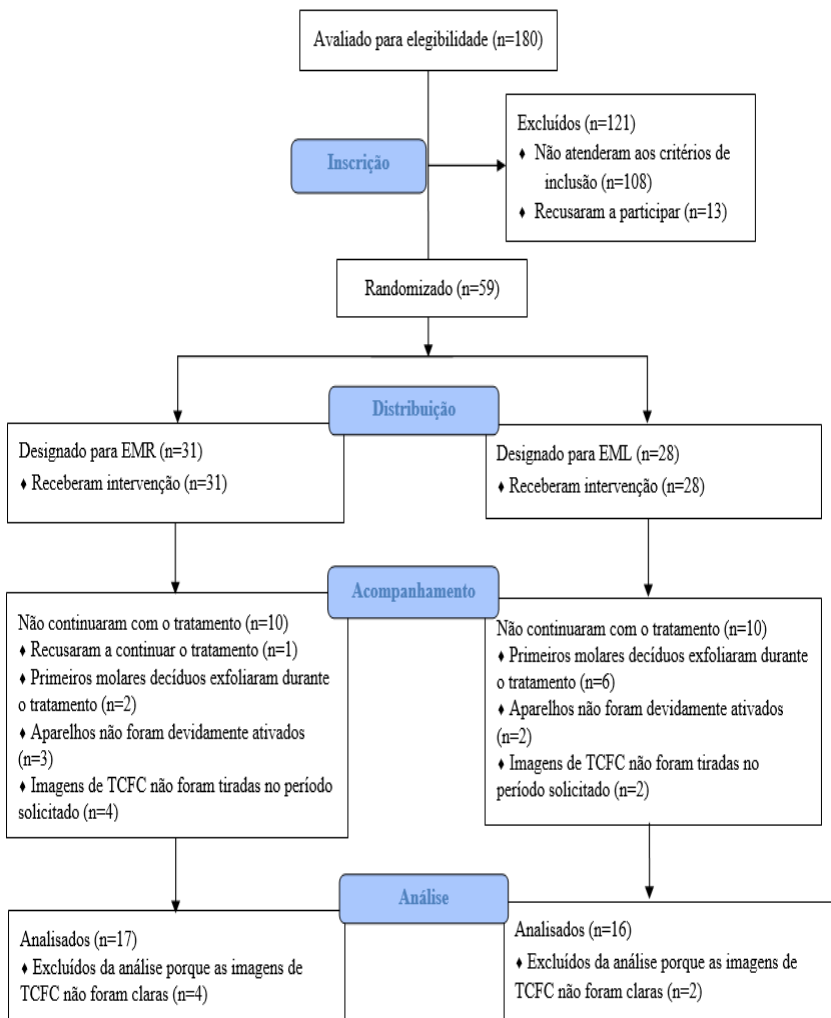 Avaliado para elegibilidade (n=180)
Excluídos (n=121)
♦ Não atenderam aos critérios de
inclusão (n=108)
♦ Recusaram a participar (n=13)
Inscrição
Randomizado (n=59)
Distribuição
Designado para EMR (n=31)
♦ Receberam intervenção (n=31)
Designado para EML (n=28)
♦ Receberam intervenção (n=28)
Acompanhamento
Não continuaram com o tratamento (n=10)
♦ Recusaram a continuar o tratamento (n=1)
♦ Primeiros molares decíduos exfoliaram durante
o tratamento (n=2)
♦ Aparelhos não foram devidamente ativados
(n=3)
♦ Imagens de TCFC não foram tiradas no período
solicitado (n=4)
Não continuaram com o tratamento (n=10)
♦ Primeiros molares decíduos exfoliaram durante
o tratamento (n=6)
♦ Aparelhos não foram devidamente ativados
(n=2)
♦ Imagens de TCFC não foram tiradas no
período solicitado (n=2)
Análise
Analisados (n=17)
♦ Excluídos da análise porque as imagens de
TCFC não foram claras (n=4)
Analisados (n=16)
♦ Excluídos da análise porque as imagens de
TCFC não foram claras (n=2)